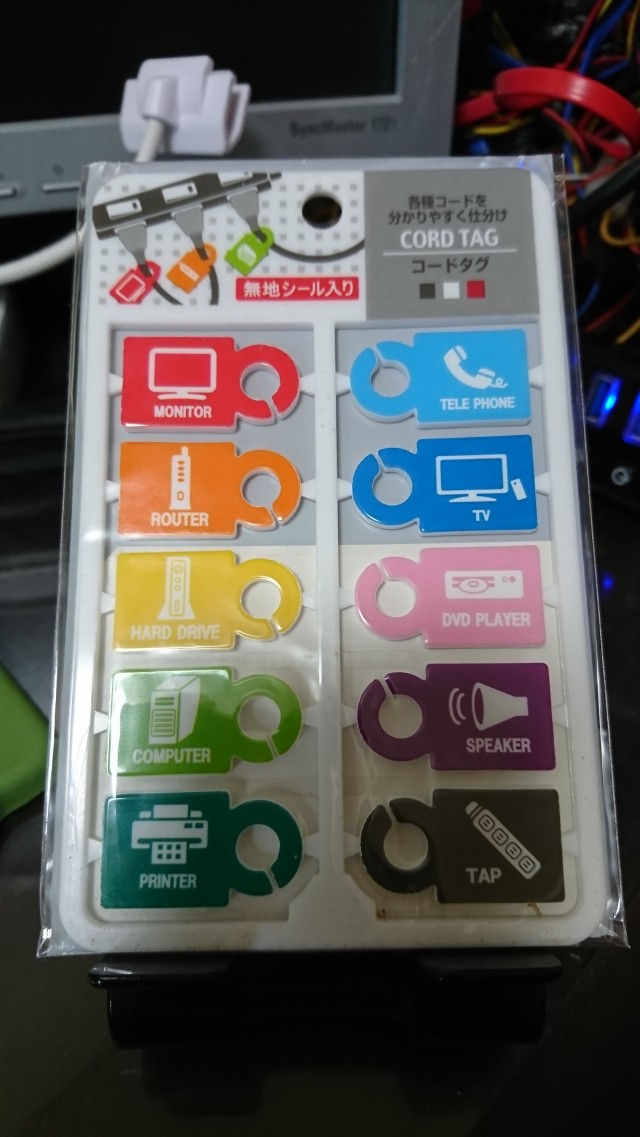 SyncMaster 172T
各種コードを
分かりやすく仕分け
CORD TAG
コードタグ
無地シール入り
MONITOR
TELE PHONE
ROUTER
TV
HARD DRIVE
DVD PLAYER
COMPUTER
SPEAKER
PRINTER
TAP